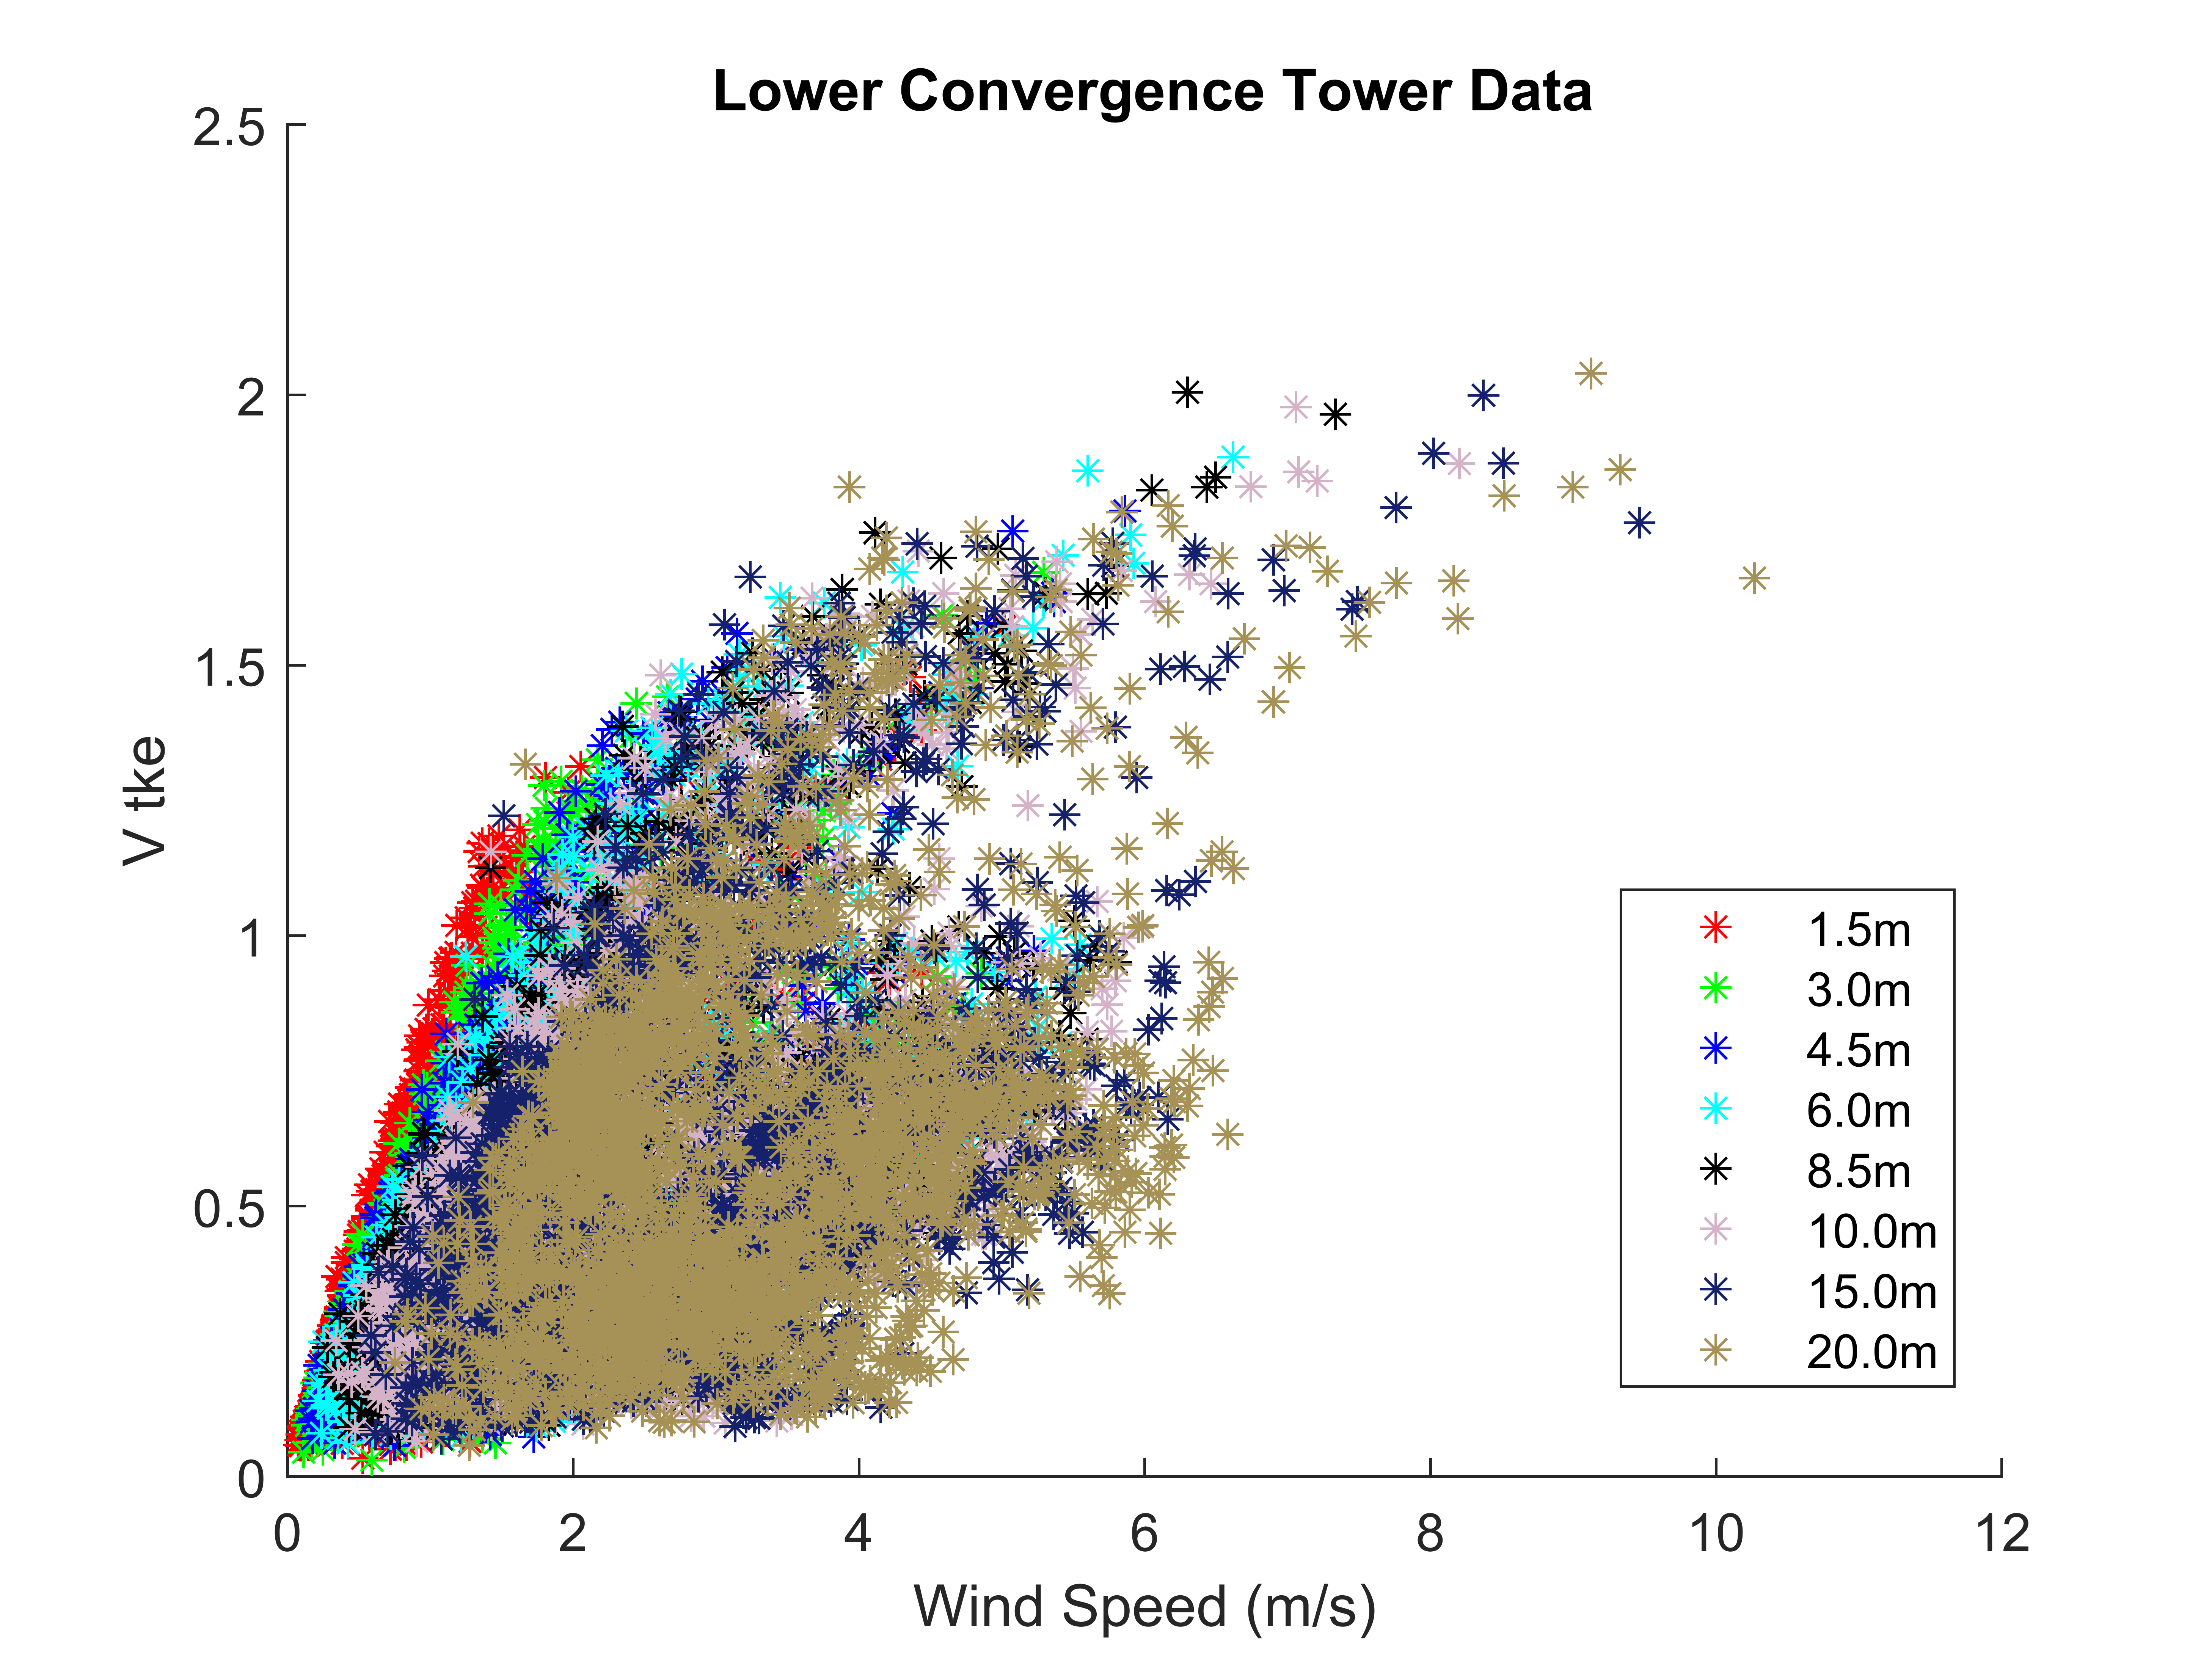 Lower Convergence Tower Data
2.5
2
1.5
1
0.5
0
V tke
0 2 4 6 8 10 12
Wind Speed (m/s)
1.5m
3.0m
4.5m
6.0m
8.5m
10.0m
15.0m
20.0m